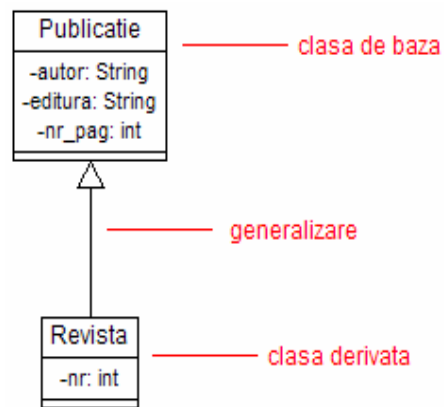 Publicatie
clasa de baza
-autor: String
-editura: String
-nr_pag: int
generalizare
Revista
clasa derivata
-nr: int